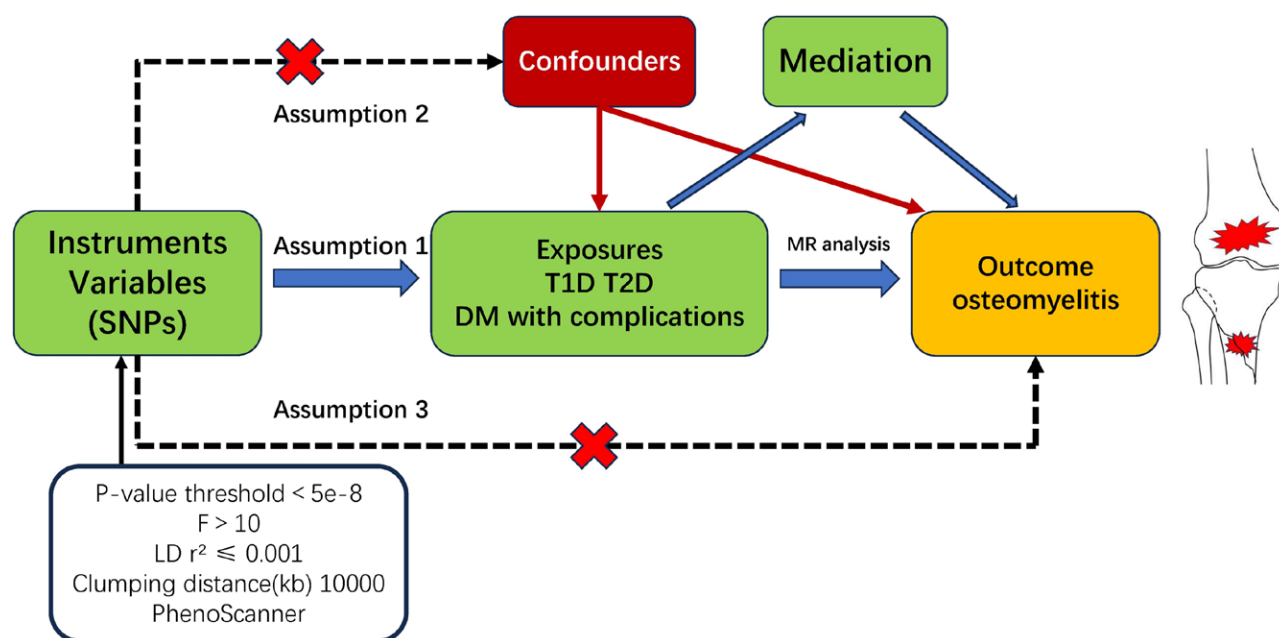 Confounders
Mediation
Assumption 2
Instruments
Variables
(SNPs)
Assumption 1
Exposures
T1D T2D
DM with complications
MR analysis
Outcome
osteomyelitis
Assumption 3
P-value threshold < 5e-8
F > 10
LD r² ⩽ 0.001
Clumping distance(kb) 10000
PhenoScanner